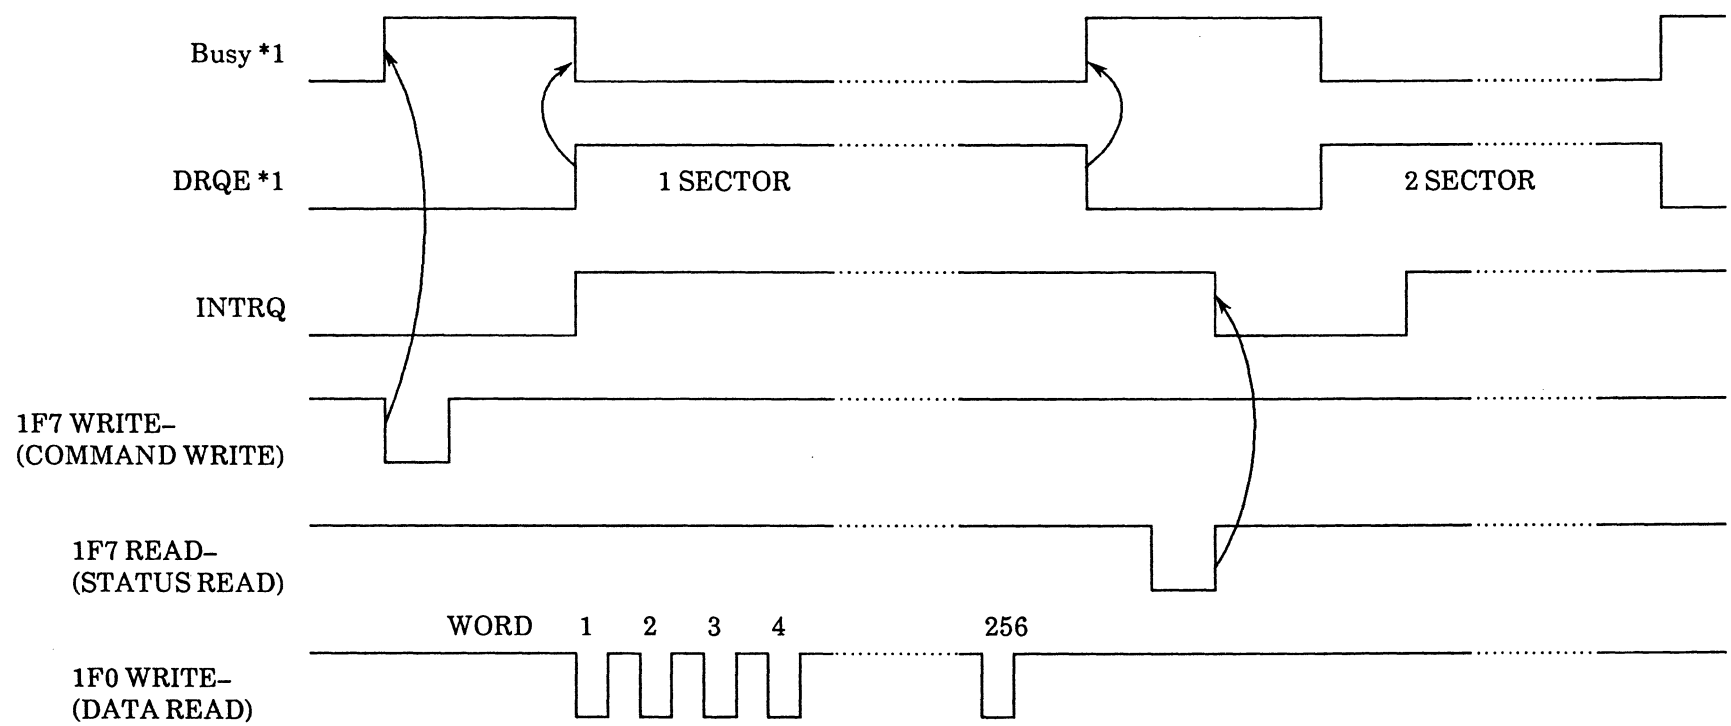 Busy *1
DRQE *1
1 SECTOR
2 SECTOR
INTRQ
1F7 WRITE–
(COMMAND WRITE)
1F7 READ–
(STATUS READ)
WORD 1 2 3 4 256
1F0 WRITE–
(DATA READ)